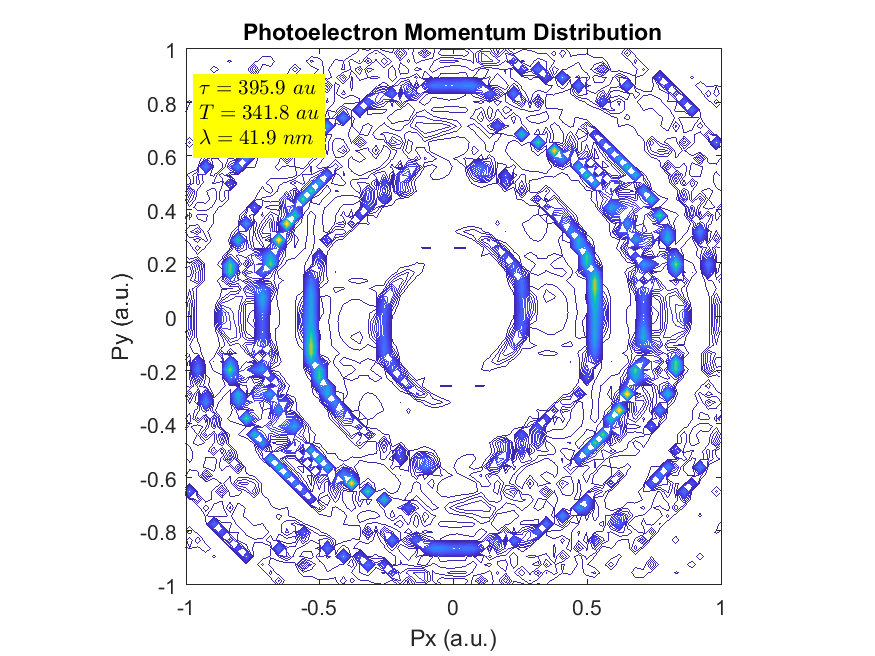 Photoelectron Momentum Distribution
τ = 395.9 au
T = 341.8 au
λ = 41.9 nm
1
0.8
0.6
0.4
0.2
0
-0.2
-0.4
-0.6
-0.8
-1
Py (a.u.)
-1 -0.5 0 0.5 1
Px (a.u.)